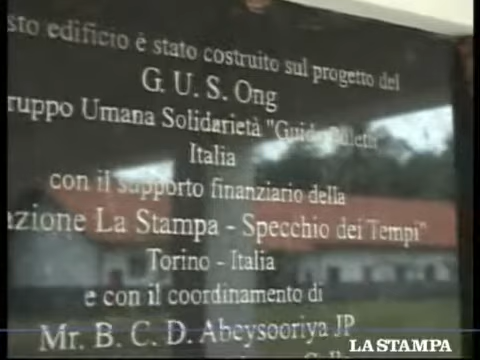 sto edificio è stato costruito sul progetto del
G. U. S. Ong
ruppo Umana Solidarietà "Guido
Italia
con il supporto finanziario della
azione La Stampa - Specchio dei Tempi"
Torino - Italia
e con il coordinamento di
Mr. B. C. D. Abeysooriya JP
LA STAMPA